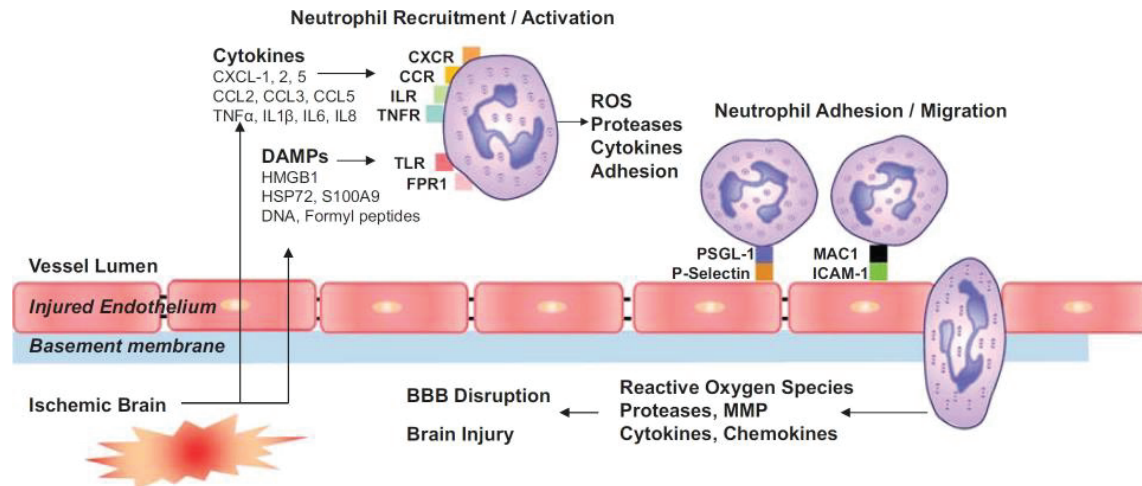 Neutrophil Recruitment / Activation
Cytokines
CXCL-1, 2, 5
CCL2, CCL3, CCL5
TNFα, IL1β, IL6, IL8
CXCR
CCR
ILR
TNFR
DAMPs
HMGB1
HSP72, S100A9
DNA, Formyl peptides
TLR
FPR1
ROS
Proteases
Cytokines
Adhesion
Neutrophil Adhesion / Migration
PSGL-1
P-Selectin
MAC1
ICAM-1
Vessel Lumen
Injured Endothelium
Basement membrane
Ischemic Brain
BBB Disruption
Brain Injury
Reactive Oxygen Species
Proteases, MMP
Cytokines, Chemokines